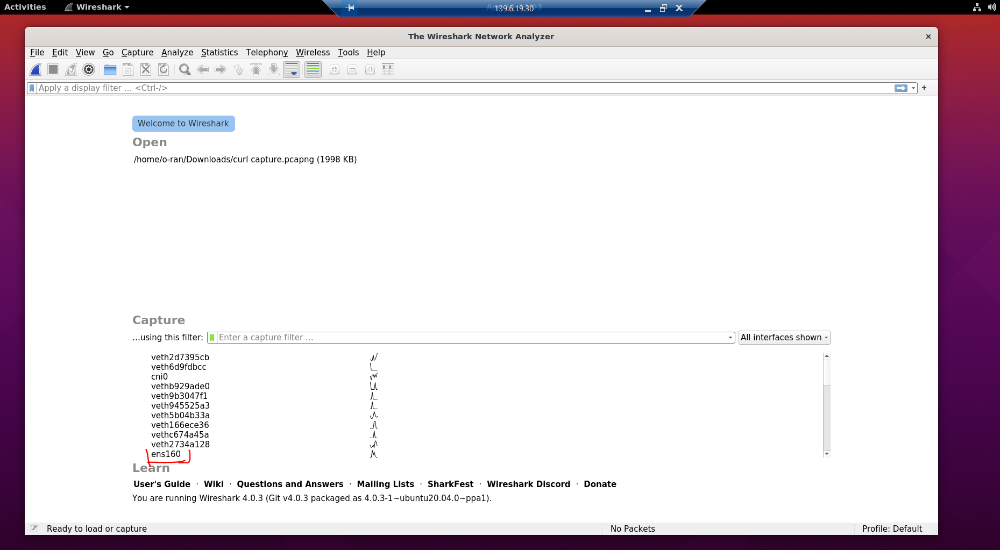 Activities Wireshark 139.6.19.30
The Wireshark Network Analyzer
File Edit View Go Capture Analyze Statistics Telephony Wireless Tools Help
Apply a display filter … <Ctrl-/> +
Welcome to Wireshark
Open
/home/o-ran/Downloads/curl capture.pcapng (1998 KB)
Capture
…using this filter: Enter a capture filter … All interfaces shown
veth2d7395cb
veth6d9fdbcc
cni0
vethb929ade0
veth9b3047f1
veth945525a3
veth5b04b33a
veth166ece36
vethc674a45a
veth2734a128
ens160
Learn
User's Guide · Wiki · Questions and Answers · Mailing Lists · SharkFest · Wireshark Discord · Donate
You are running Wireshark 4.0.3 (Git v4.0.3 packaged as 4.0.3-1~ubuntu20.04.0~ppa1).
Ready to load or capture No Packets Profile: Default